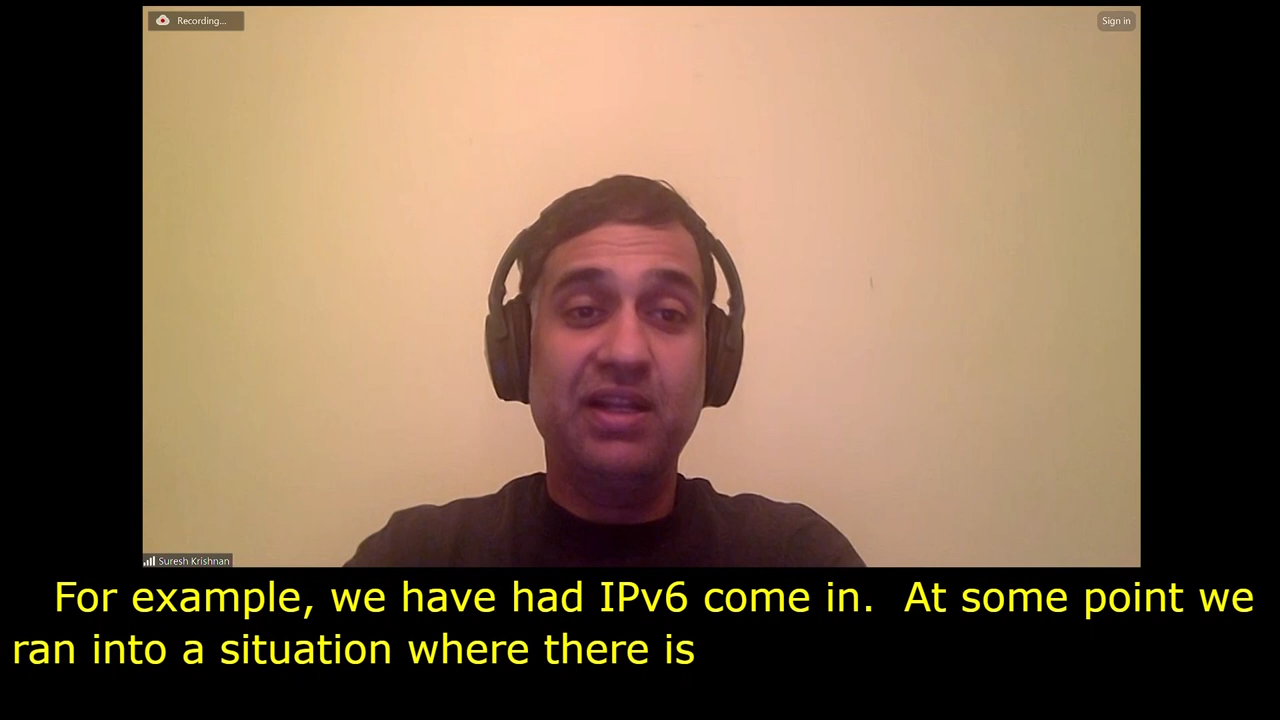 Recording...
Sign in
Suresh Krishnan
For example, we have had IPv6 come in.  At some point we
ran into a situation where there is